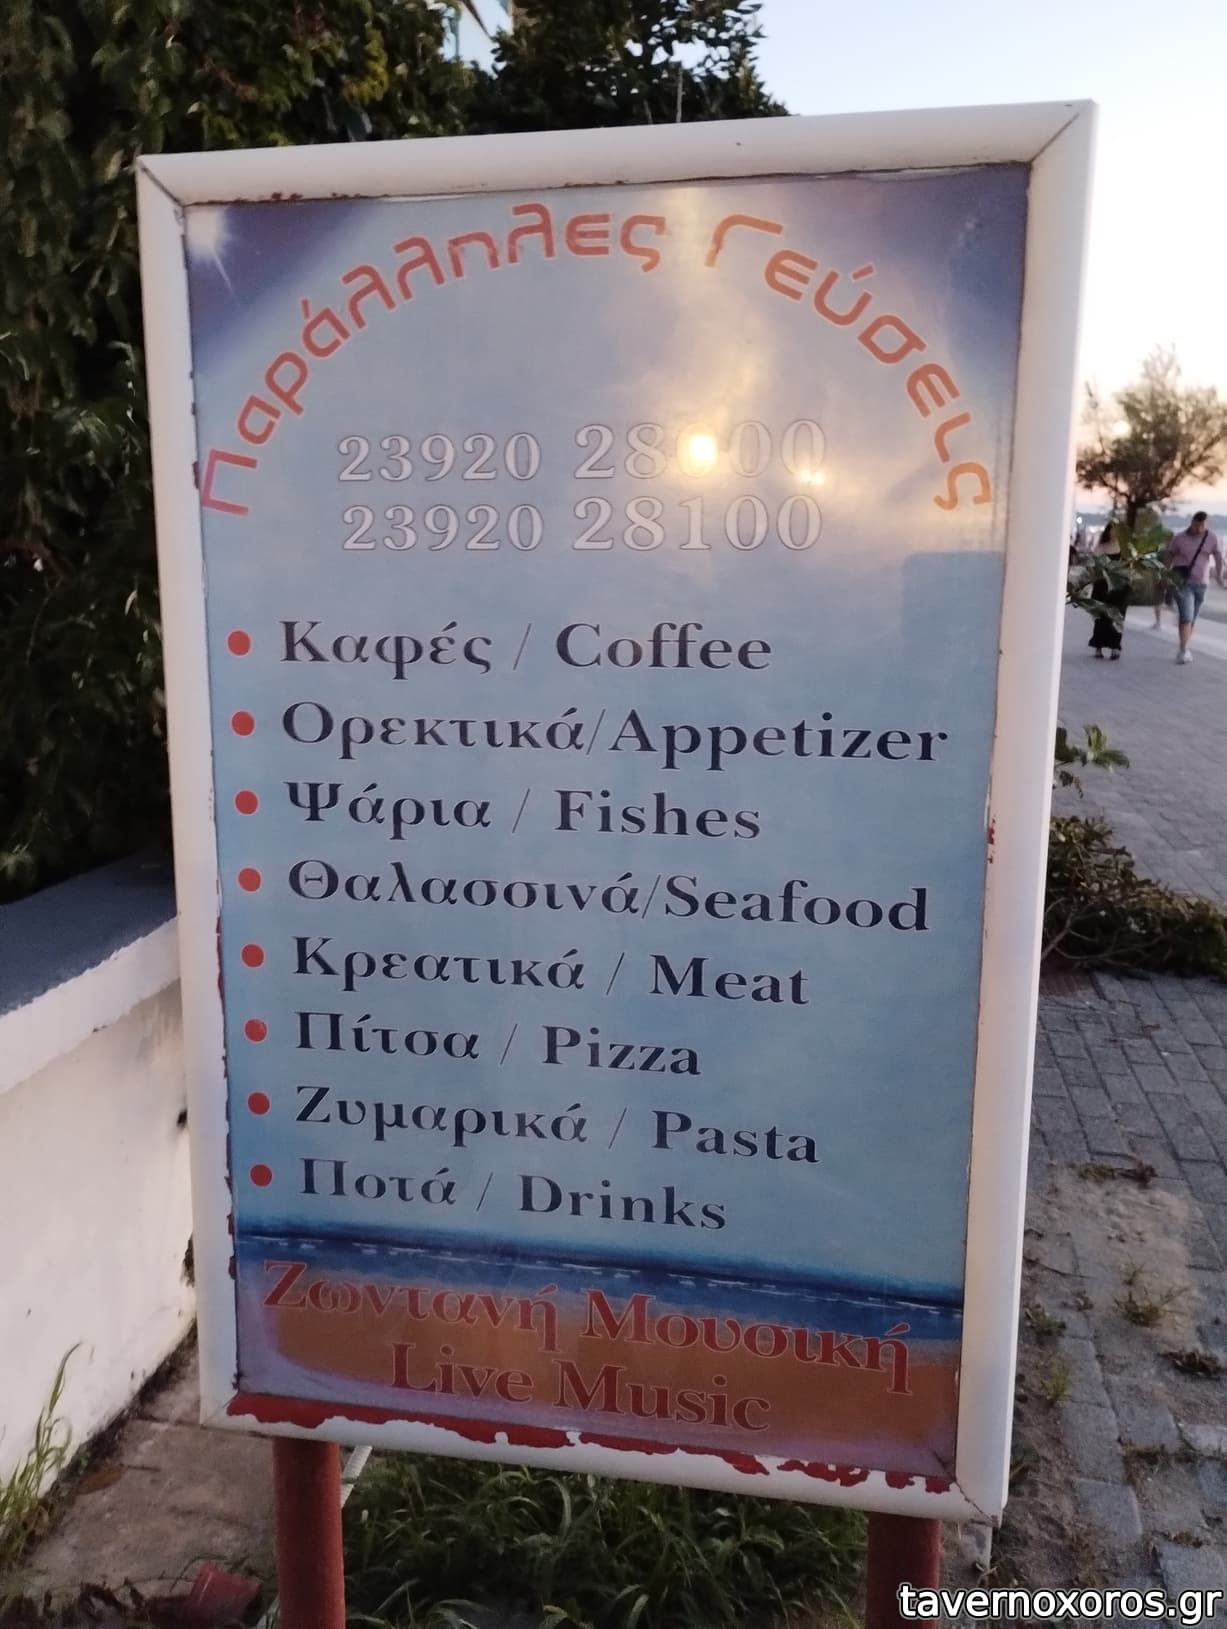 Παράλληλες Γεύσεις
23920
23920 28100
• Καφές / Coffee
• Ορεκτικά/Appetizer
• Ψάρια / Fishes
• Θαλασσινά/Seafood
• Κρεατικά / Meat
• Πίτσα / Pizza
• Ζυμαρικά / Pasta
• Ποτά / Drinks
Ζωντανή Μουσική
Live Music
tavernoxoros.gr